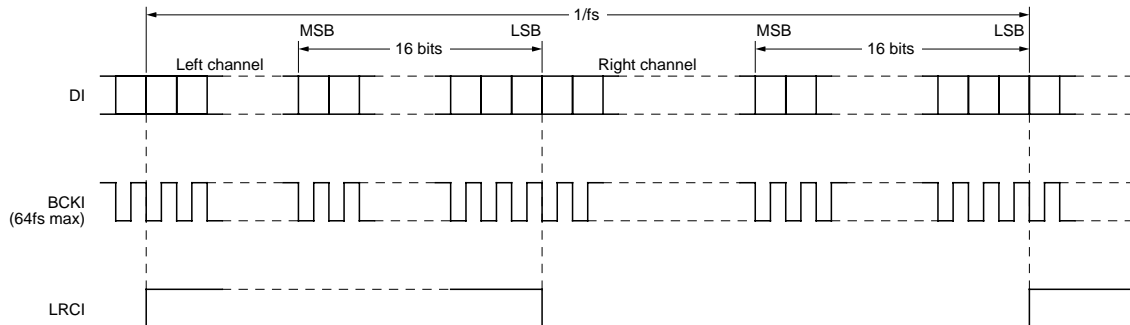 1/fs
MSB LSB MSB LSB
16 bits 16 bits
Left channel Right channel
DI
BCKI
(64fs max)
LRCI